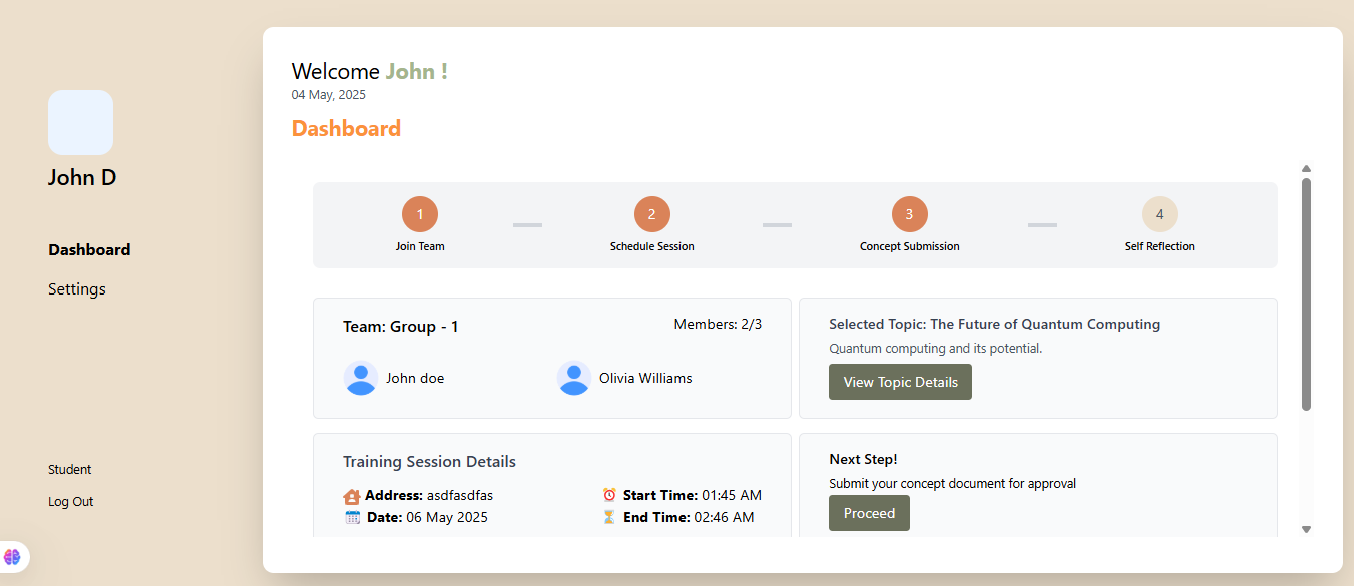 John D
Dashboard
Settings
Student
Log Out
Welcome John !
04 May, 2025
Dashboard
1
Join Team
2
Schedule Session
3
Concept Submission
4
Self Reflection
Team: Group - 1
Members: 2/3
John doe
Olivia Williams
Selected Topic: The Future of Quantum Computing
Quantum computing and its potential.
View Topic Details
Training Session Details
Address: asdfasdfas
Start Time: 01:45 AM
Date: 06 May 2025
End Time: 02:46 AM
Next Step!
Submit your concept document for approval
Proceed